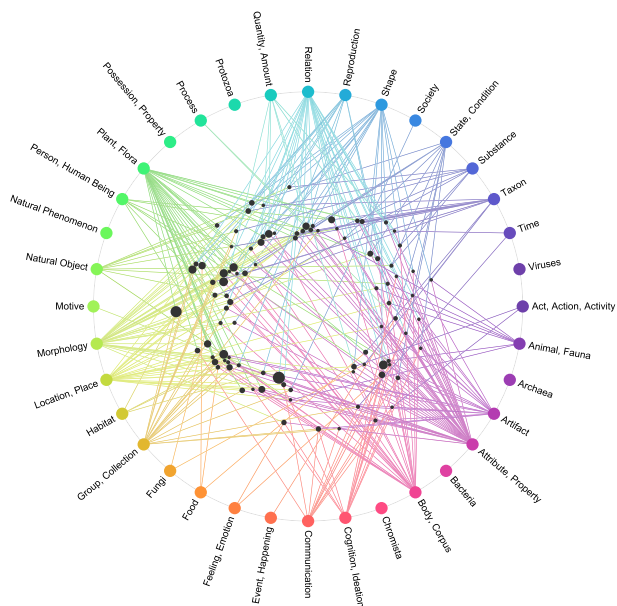 Relation
Reproduction
Shape
Society
State, Condition
Substance
Taxon
Time
Viruses
Act, Action, Activity
Animal, Fauna
Archaea
Artifact
Attribute, Property
Bacteria
Body, Corpus
Chromista
Cognition, Ideation
Communication
Event, Happening
Feeling, Emotion
Food
Fungi
Group, Collection
Habitat
Location, Place
Morphology
Motive
Natural Object
Natural Phenomenon
Person, Human Being
Plant, Flora
Possession, Property
Process
Protozoa
Quantity, Amount